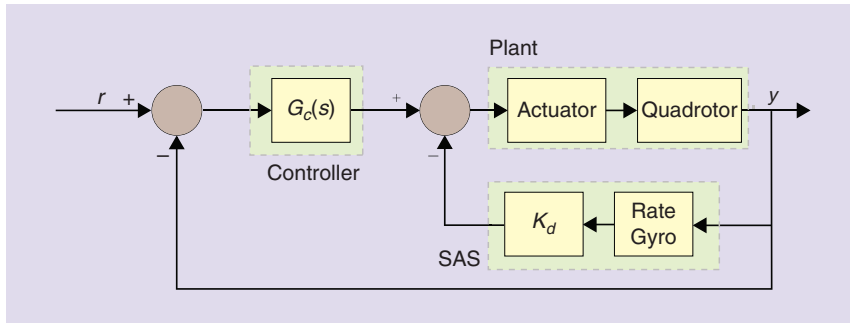 Plant
r + G_c(s) + Actuator Quadrotor y
−
−
Controller
K_d Rate
Gyro
SAS